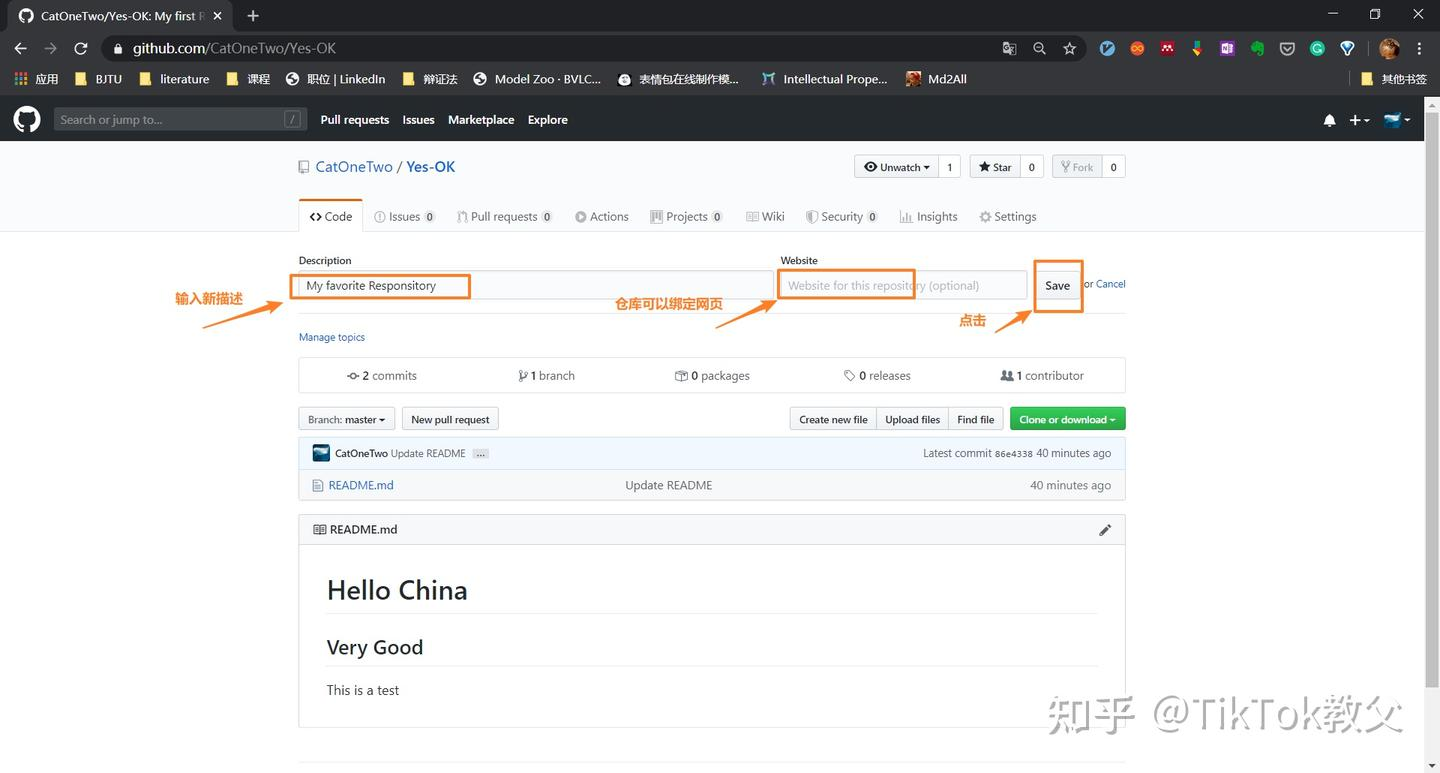 CatOneTwo/Yes-OK: My first R
github.com/CatOneTwo/Yes-OK
应用 BJTU literature 课程 职位 | LinkedIn 辩证法 Model Zoo · BVLC... 表情包在线制作模... Intellectual Prope... Md2All 其他书签
Search or jump to... / Pull requests Issues Marketplace Explore
CatOneTwo / Yes-OK Unwatch 1 Star 0 Fork 0
Code Issues 0 Pull requests 0 Actions Projects 0 Wiki Security 0 Insights Settings
Description Website
My favorite Responsitory Website for this repository (optional) Save or Cancel
输入新描述 仓库可以绑定网页 点击
Manage topics
2 commits 1 branch 0 packages 0 releases 1 contributor
Branch: master New pull request Create new file Upload files Find file Clone or download
CatOneTwo Update README ... Latest commit 86e4338 40 minutes ago
README.md Update README 40 minutes ago
README.md
Hello China
Very Good
This is a test
知乎 @TikTok教父